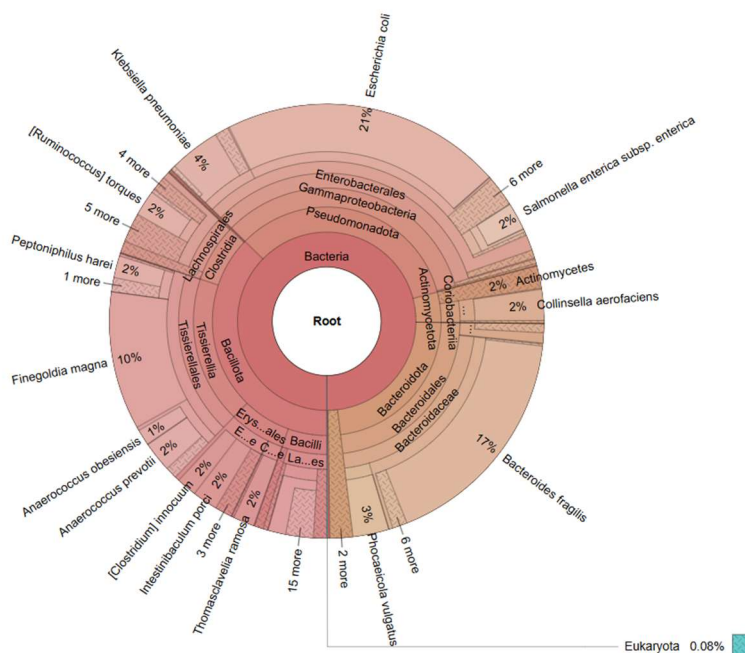 Root
Bacteria
Pseudomonadota
Gammaproteobacteria
Enterobacterales
Escherichia coli
21%
6 more
Salmonella enterica subsp. enterica
2%
Actinomycetota
Coriobacteriia
Actinomycetes
2%
...
Collinsella aerofaciens
2%
...
Bacteroidota
Bacteroidales
Bacteroidaceae
Bacteroides fragilis
17%
6 more
Phocaeicola vulgatus
3%
2 more
Bacillota
Bacilli
La...es
15 more
Erys...ales
E...e
C...e
Thomasclavelia ramosa
2%
3 more
Intestinibaculum porci
2%
[Clostridium] innocuum
2%
Tissierellia
Tissierellales
Anaerococcus prevotii
2%
Anaerococcus obesiensis
1%
Finegoldia magna
10%
1 more
Peptoniphilus harei
2%
Clostridia
Lachnospirales
5 more
[Ruminococcus] torques
2%
4 more
Klebsiella pneumoniae
4%
Eukaryota 0.08%